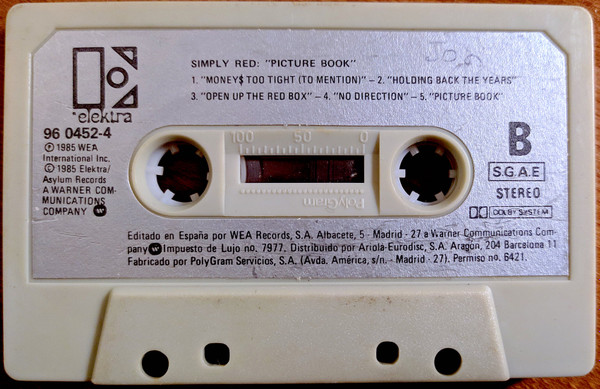 SIMPLY RED: "PICTURE BOOK"
1. "MONEY$ TOO TIGHT (TO MENTION)" – 2. "HOLDING BACK THE YEARS"
3. "OPEN UP THE RED BOX" – 4. "NO DIRECTION" – 5. "PICTURE BOOK"
elektra
96 0452-4
℗ 1985 WEA
International Inc.
© 1985 Elektra/
Asylum Records
A WARNER COM-
MUNICATIONS
COMPANY
100 50 0
PolyGram
B
S.G.A.E.
STEREO
DOLBY SYSTEM
Editado en España por WEA Records, S.A. Albacete, 5 - Madrid - 27 a Warner Communications Com-
pany Impuesto de Lujo no. 7977. Distribuido por Ariola-Eurodisc, S.A. Aragón, 204 Barcelona 11
Fabricado por PolyGram Servicios, S.A. (Avda. América, s/n. - Madrid - 27). Permiso no. 6421.